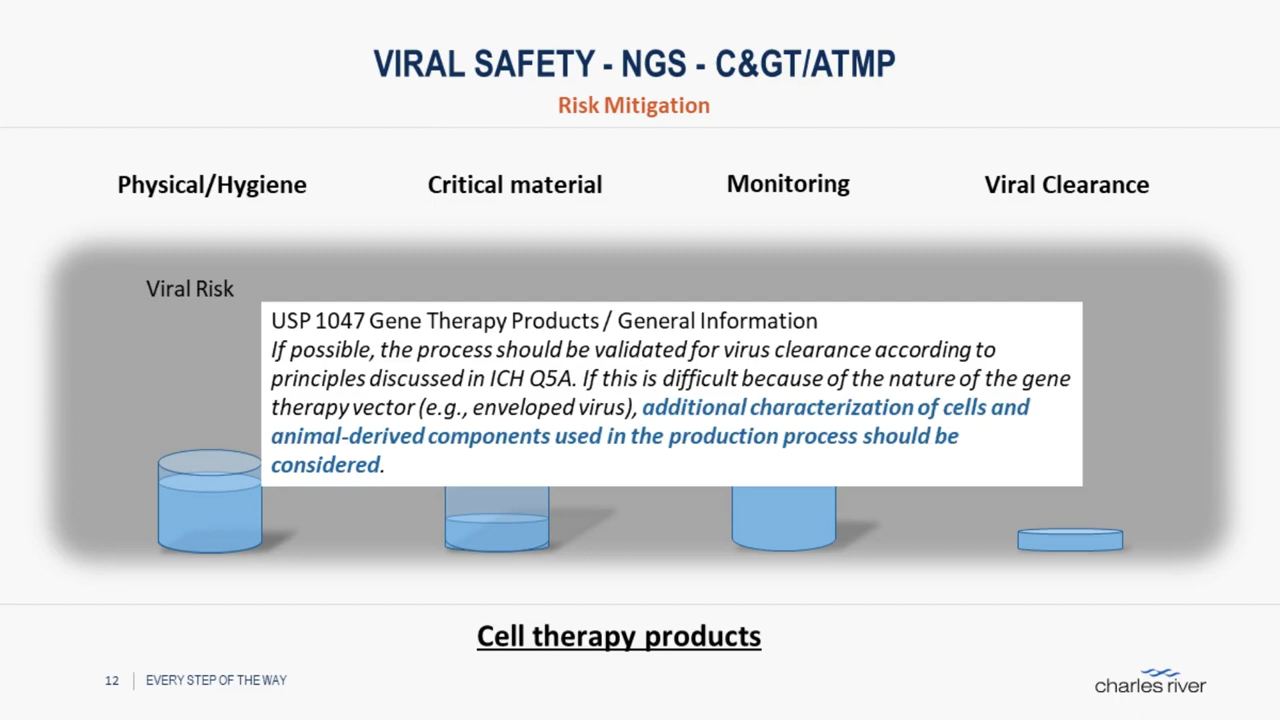 VIRAL SAFETY - NGS - C&GT/ATMP
Risk Mitigation
Physical/Hygiene
Critical material
Monitoring
Viral Clearance
Viral Risk
USP 1047 Gene Therapy Products / General Information
If possible, the process should be validated for virus clearance according to
principles discussed in ICH Q5A. If this is difficult because of the nature of the gene
therapy vector (e.g., enveloped virus), additional characterization of cells and
animal-derived components used in the production process should be
considered.
Cell therapy products
12
EVERY STEP OF THE WAY
charles river